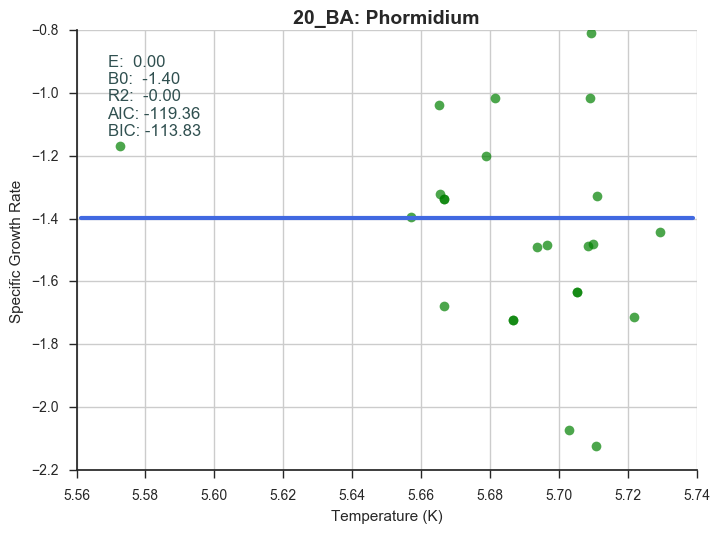 20_BA: Phormidium
E:  0.00
B0:  -1.40
R2:  -0.00
AIC: -119.36
BIC: -113.83
Specific Growth Rate
−0.8
−1.0
−1.2
−1.4
−1.6
−1.8
−2.0
−2.2
5.56 5.58 5.60 5.62 5.64 5.66 5.68 5.70 5.72 5.74
Temperature (K)